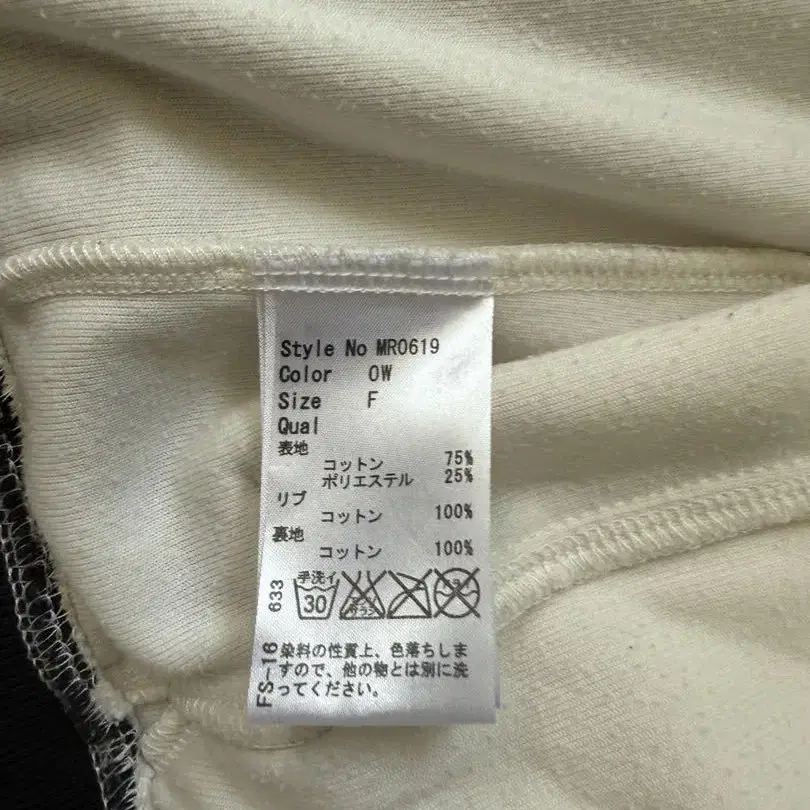 Style No MR0619
Color OW
Size F
Qual
表地
コットン 75%
ポリエステル 25%
リブ
コットン 100%
裏地
コットン 100%
633
手洗イ
30
サラシ
FS-16
染料の性質上、色落ちしま
すので、他の物とは別に洗
ってください。